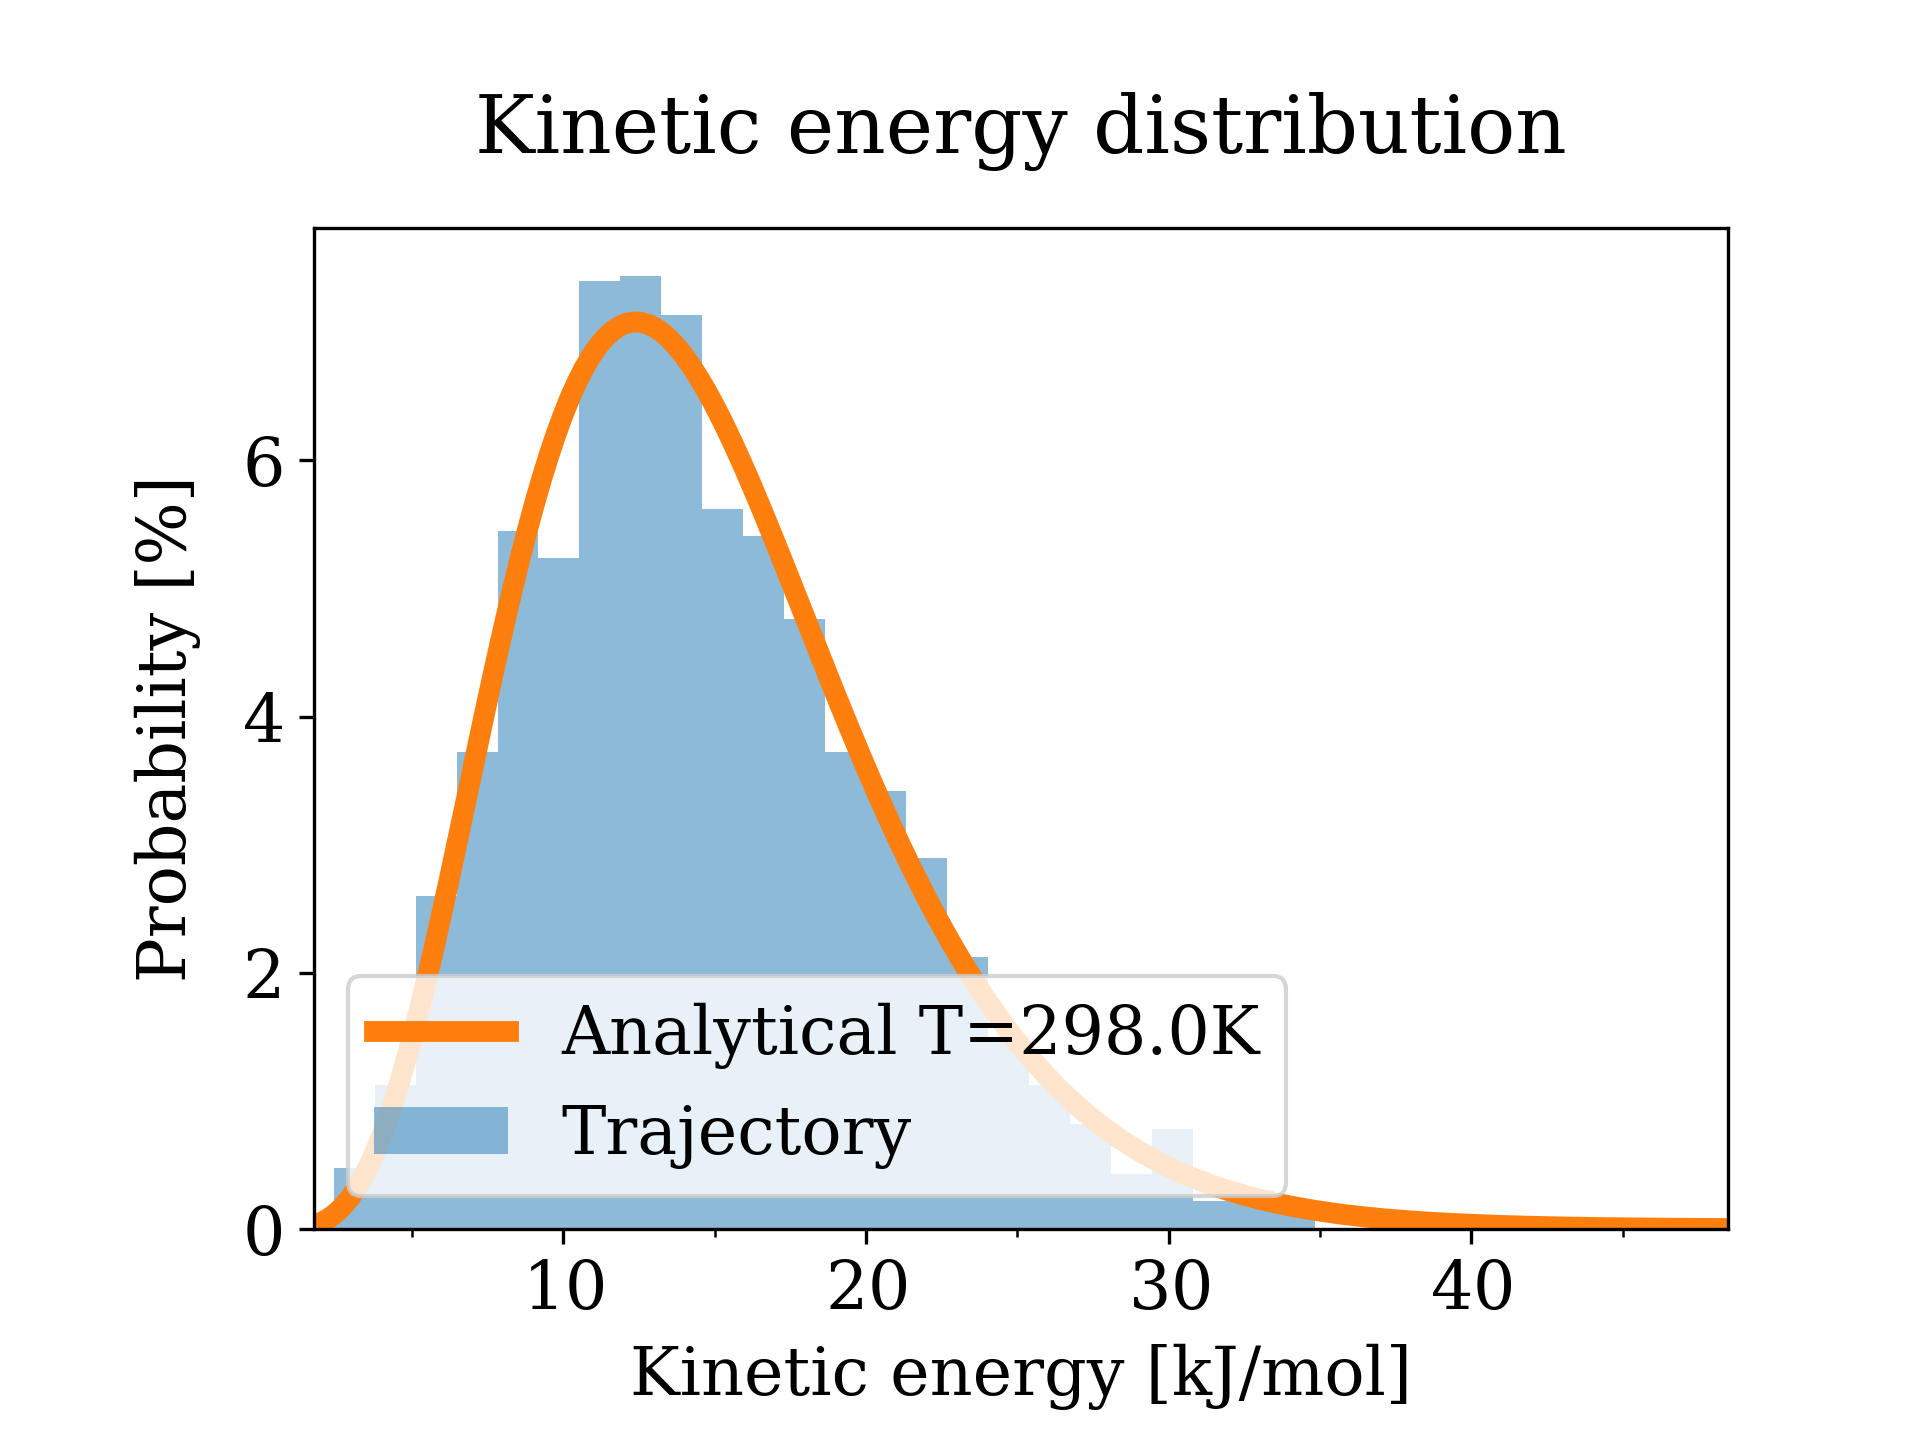 Kinetic energy distribution
Probability [%]
6
4
2
0
Analytical T=298.0K
Trajectory
10 20 30 40
Kinetic energy [kJ/mol]